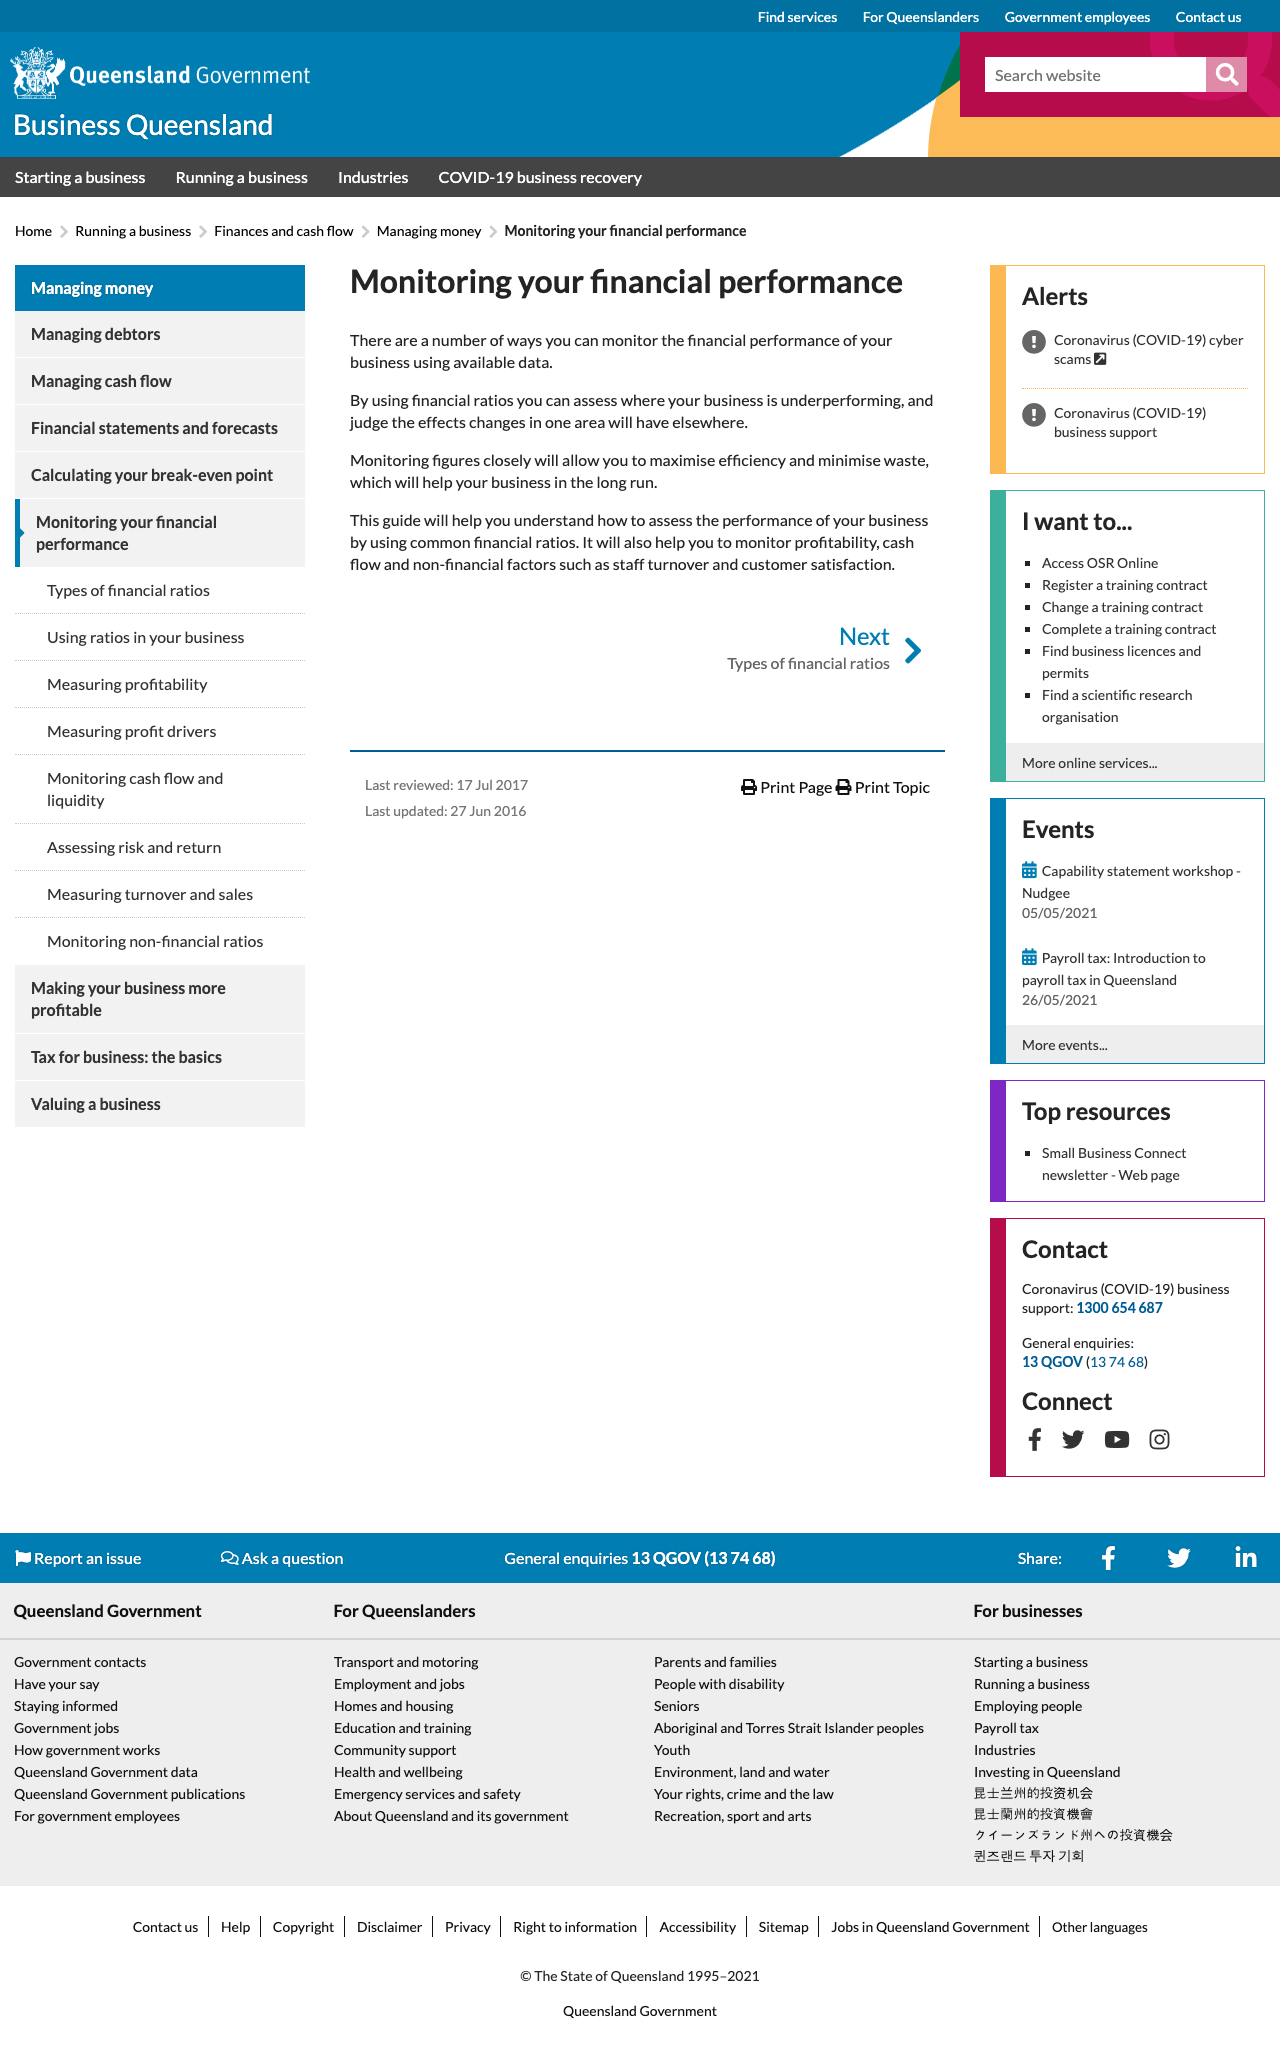 Find services
For Queenslanders
Government employees
Contact us
Queensland Government
Business Queensland
Search website
Starting a business
Running a business
Industries
COVID-19 business recovery
Home
Running a business
Finances and cash flow
Managing money
Monitoring your financial performance
Managing money
Managing debtors
Managing cash flow
Financial statements and forecasts
Calculating your break-even point
Monitoring your financial
performance
Types of financial ratios
Using ratios in your business
Measuring profitability
Measuring profit drivers
Monitoring cash flow and
liquidity
Assessing risk and return
Measuring turnover and sales
Monitoring non-financial ratios
Making your business more
profitable
Tax for business: the basics
Valuing a business
Monitoring your financial performance
There are a number of ways you can monitor the financial performance of your
business using available data.
By using financial ratios you can assess where your business is underperforming, and
judge the effects changes in one area will have elsewhere.
Monitoring figures closely will allow you to maximise efficiency and minimise waste,
which will help your business in the long run.
This guide will help you understand how to assess the performance of your business
by using common financial ratios. It will also help you to monitor profitability, cash
flow and non-financial factors such as staff turnover and customer satisfaction.
Next
Types of financial ratios
Last reviewed: 17 Jul 2017
Last updated: 27 Jun 2016
Print Page Print Topic
Alerts
Coronavirus (COVID-19) cyber
scams
Coronavirus (COVID-19)
business support
I want to...
Access OSR Online
Register a training contract
Change a training contract
Complete a training contract
Find business licences and
permits
Find a scientific research
organisation
More online services...
Events
Capability statement workshop -
Nudgee
05/05/2021
Payroll tax: Introduction to
payroll tax in Queensland
26/05/2021
More events...
Top resources
Small Business Connect
newsletter - Web page
Contact
Coronavirus (COVID-19) business
support: 1300 654 687
General enquiries:
13 QGOV (13 74 68)
Connect
Report an issue
Ask a question
General enquiries 13 QGOV (13 74 68)
Share:
Queensland Government
Government contacts
Have your say
Staying informed
Government jobs
How government works
Queensland Government data
Queensland Government publications
For government employees
For Queenslanders
Transport and motoring
Employment and jobs
Homes and housing
Education and training
Community support
Health and wellbeing
Emergency services and safety
About Queensland and its government
Parents and families
People with disability
Seniors
Aboriginal and Torres Strait Islander peoples
Youth
Environment, land and water
Your rights, crime and the law
Recreation, sport and arts
For businesses
Starting a business
Running a business
Employing people
Payroll tax
Industries
Investing in Queensland
昆士兰州的投资机会
昆士蘭州的投資機會
クイーンズランド州への投資機会
퀸즈랜드 투자 기회
Contact us
Help
Copyright
Disclaimer
Privacy
Right to information
Accessibility
Sitemap
Jobs in Queensland Government
Other languages
© The State of Queensland 1995–2021
Queensland Government